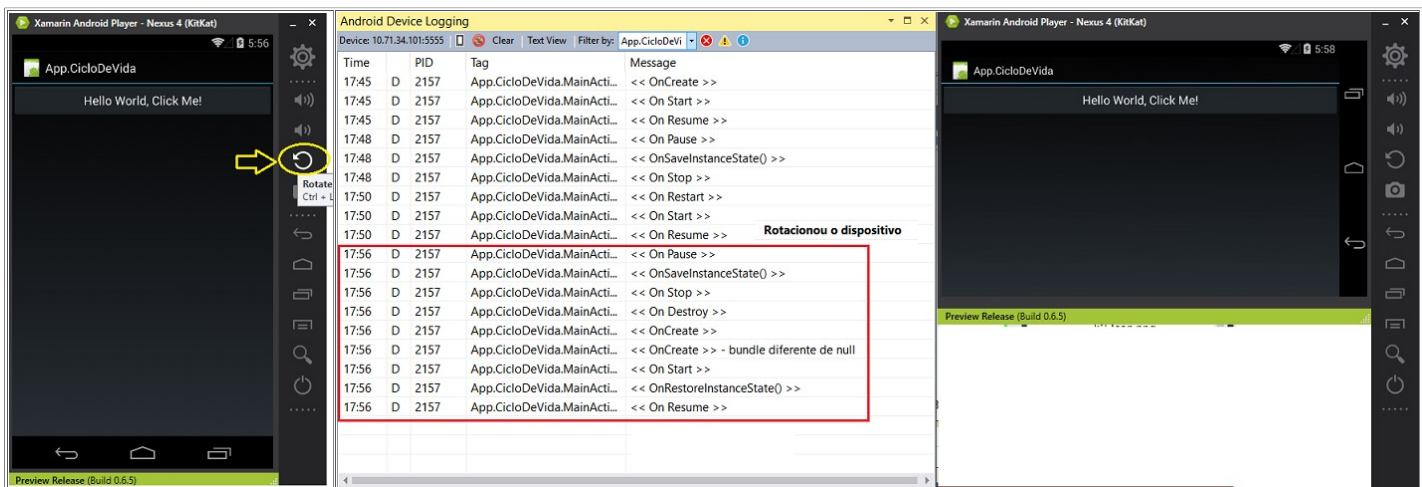 Xamarin Android Player - Nexus 4 (KitKat)
5:56
App.CicloDeVida
Hello World, Click Me!
Rotate
Ctrl + L
Preview Release (Build 0.6.5)
Android Device Logging
Device: 10.71.34.101:5555 Clear Text View Filter by: App.CicloDeVi
Time PID Tag Message
17:45 D 2157 App.CicloDeVida.MainActi... << OnCreate >>
17:45 D 2157 App.CicloDeVida.MainActi... << On Start >>
17:45 D 2157 App.CicloDeVida.MainActi... << On Resume >>
17:48 D 2157 App.CicloDeVida.MainActi... << On Pause >>
17:48 D 2157 App.CicloDeVida.MainActi... << OnSaveInstanceState() >>
17:48 D 2157 App.CicloDeVida.MainActi... << On Stop >>
17:50 D 2157 App.CicloDeVida.MainActi... << On Restart >>
17:50 D 2157 App.CicloDeVida.MainActi... << On Start >>
17:50 D 2157 App.CicloDeVida.MainActi... << On Resume >>
Rotacionou o dispositivo
17:56 D 2157 App.CicloDeVida.MainActi... << On Pause >>
17:56 D 2157 App.CicloDeVida.MainActi... << OnSaveInstanceState() >>
17:56 D 2157 App.CicloDeVida.MainActi... << On Stop >>
17:56 D 2157 App.CicloDeVida.MainActi... << On Destroy >>
17:56 D 2157 App.CicloDeVida.MainActi... << OnCreate >>
17:56 D 2157 App.CicloDeVida.MainActi... << OnCreate >> - bundle diferente de null
17:56 D 2157 App.CicloDeVida.MainActi... << On Start >>
17:56 D 2157 App.CicloDeVida.MainActi... << OnRestoreInstanceState() >>
17:56 D 2157 App.CicloDeVida.MainActi... << On Resume >>
Xamarin Android Player - Nexus 4 (KitKat)
5:58
App.CicloDeVida
Hello World, Click Me!
Preview Release (Build 0.6.5)